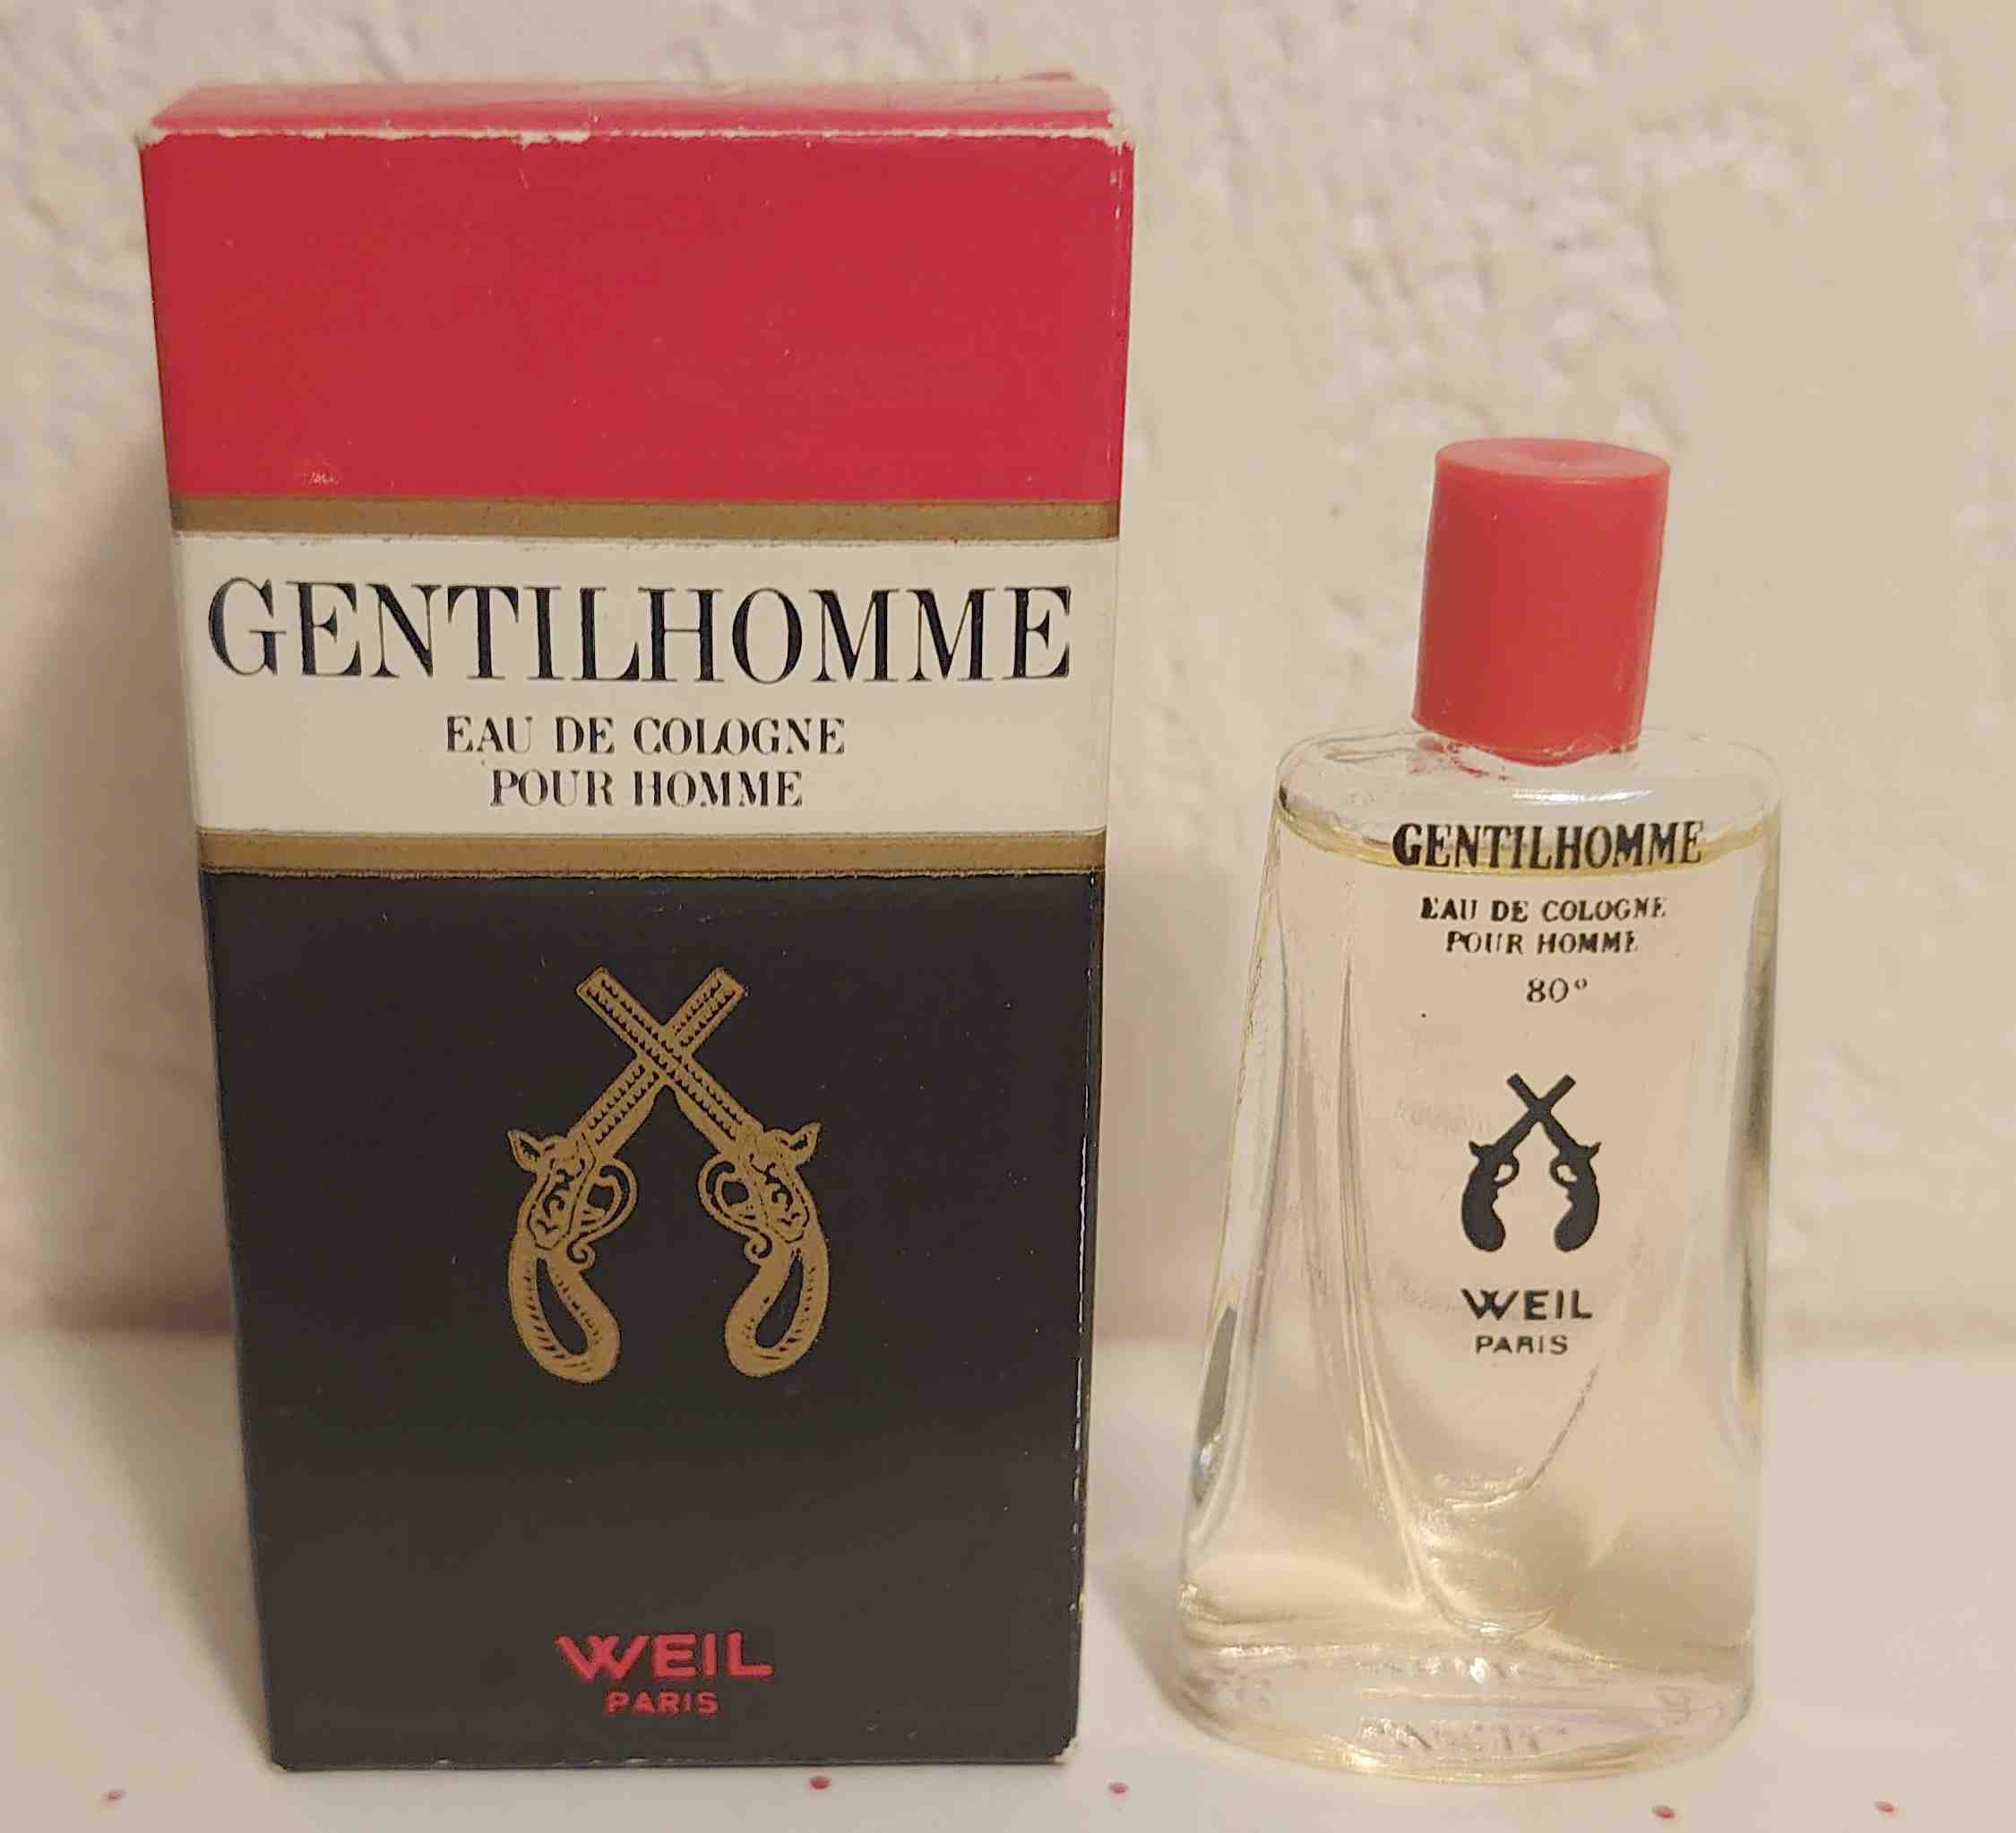 GENTILHOMME
EAU DE COLOGNE
POUR HOMME
WEIL
PARIS
GENTILHOMME
EAU DE COLOGNE
POUR HOMME
80°
WEIL
PARIS